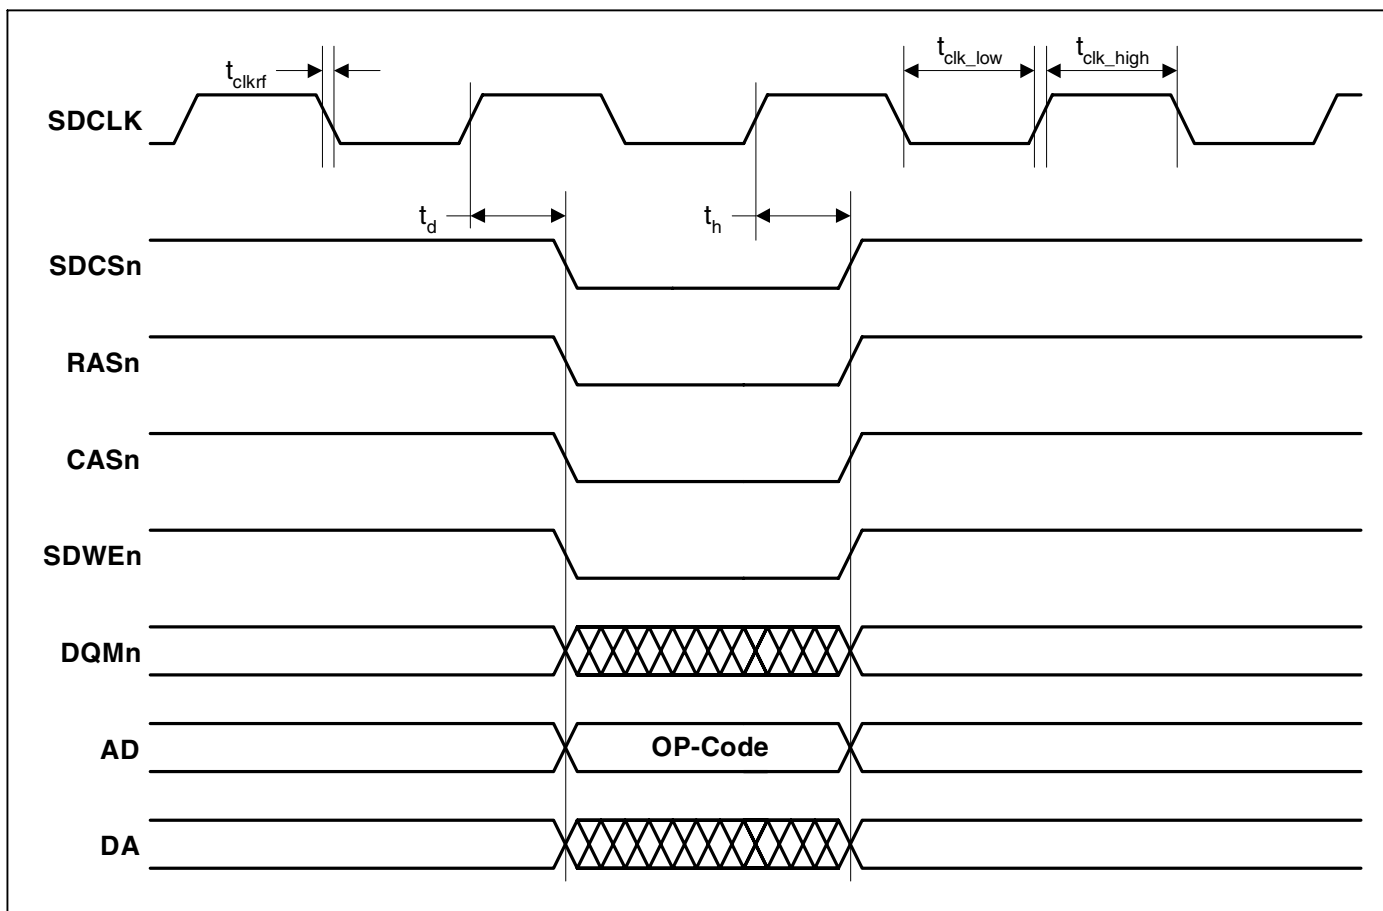 t_clkrf
t_clk_low
t_clk_high
SDCLK
t_d
t_h
SDCSn
RASn
CASn
SDWEn
DQMn
AD
OP-Code
DA